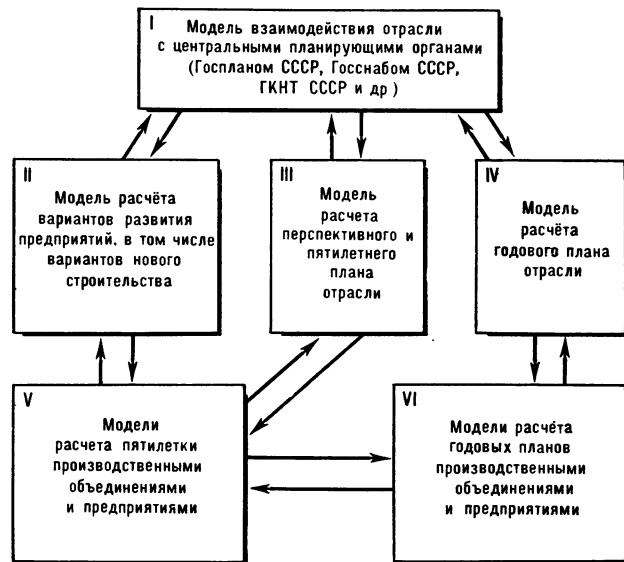 I
Модель взаимодействия отрасли
с центральными планирующими органами
(Госпланом СССР, Госснабом СССР,
ГКНТ СССР и др )
II
Модель расчёта
вариантов развития
предприятий. в том числе
вариантов нового
строительства
III
Модель
расчета
перспективного и
пятилетнего
плана
отрасли
IV
Модель
расчёта
годового плана
отрасли
V
Модели
расчета пятилетки
производственными
объединениями
и предприятиями
VI
Модели расчёта
годовых планов
производственными
объединениями
и предприятиями